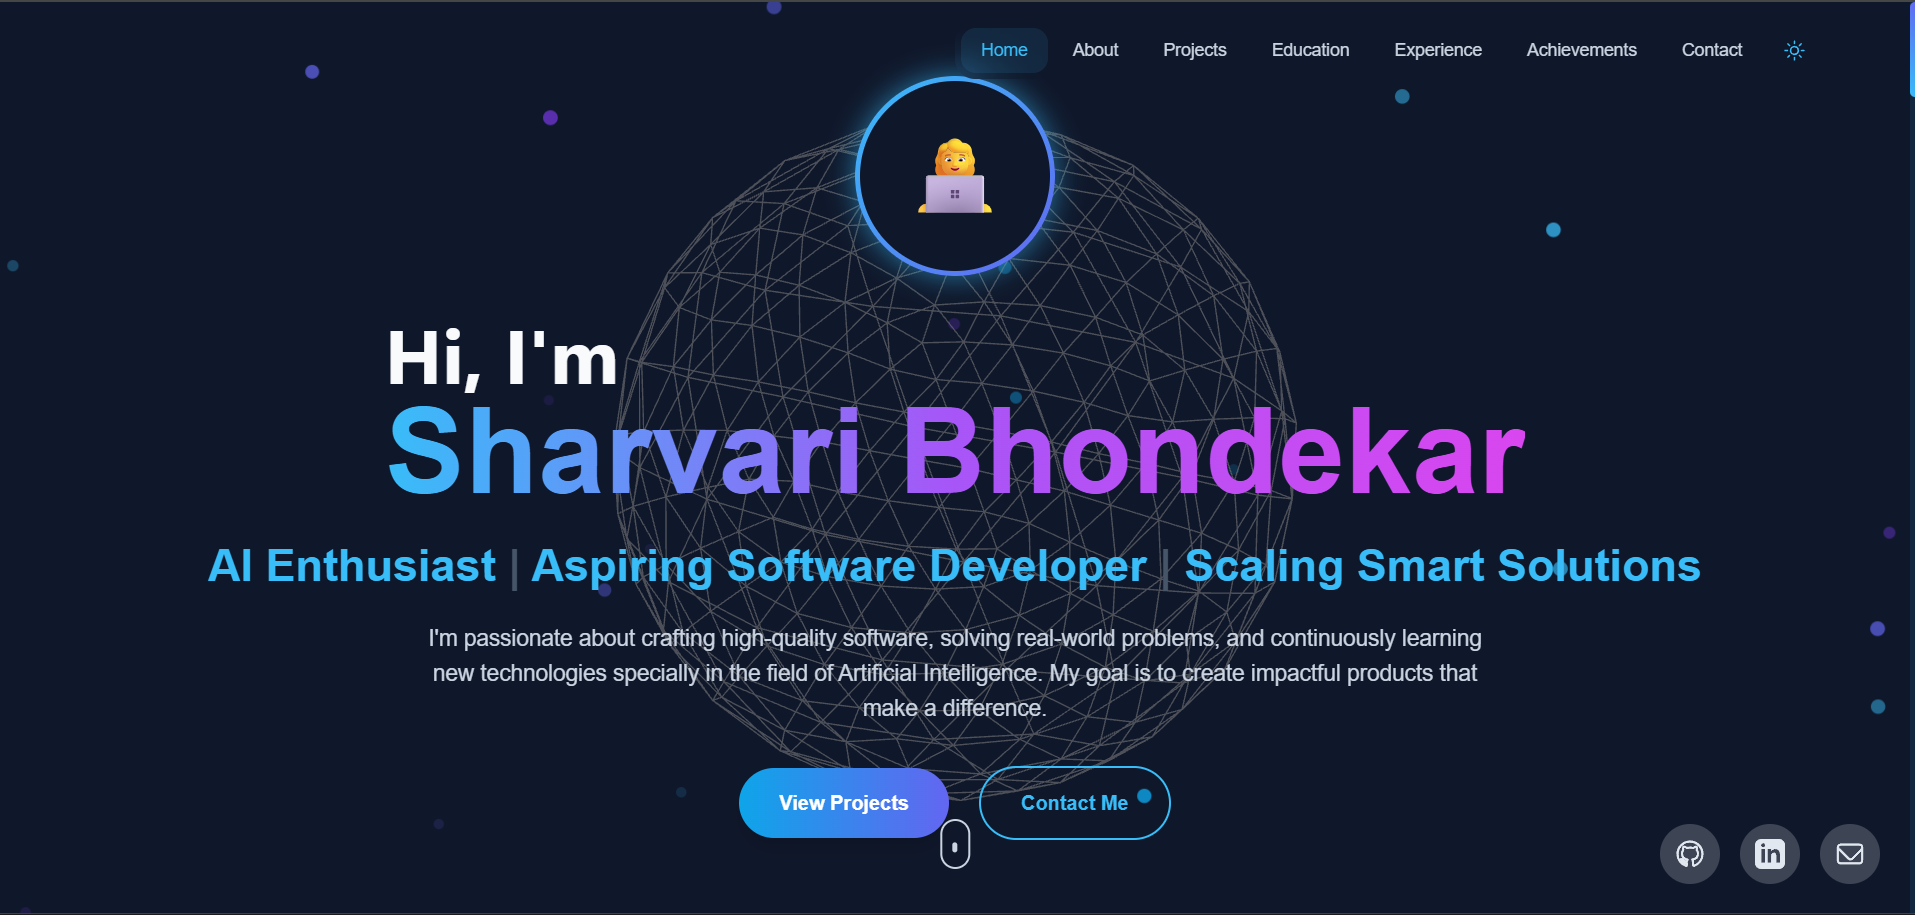 Home About Projects Education Experience Achievements Contact
Hi, I'm
Sharvari Bhondekar
AI Enthusiast | Aspiring Software Developer | Scaling Smart Solutions
I'm passionate about crafting high-quality software, solving real-world problems, and continuously learning
new technologies specially in the field of Artificial Intelligence. My goal is to create impactful products that
make a difference.
View Projects Contact Me
in